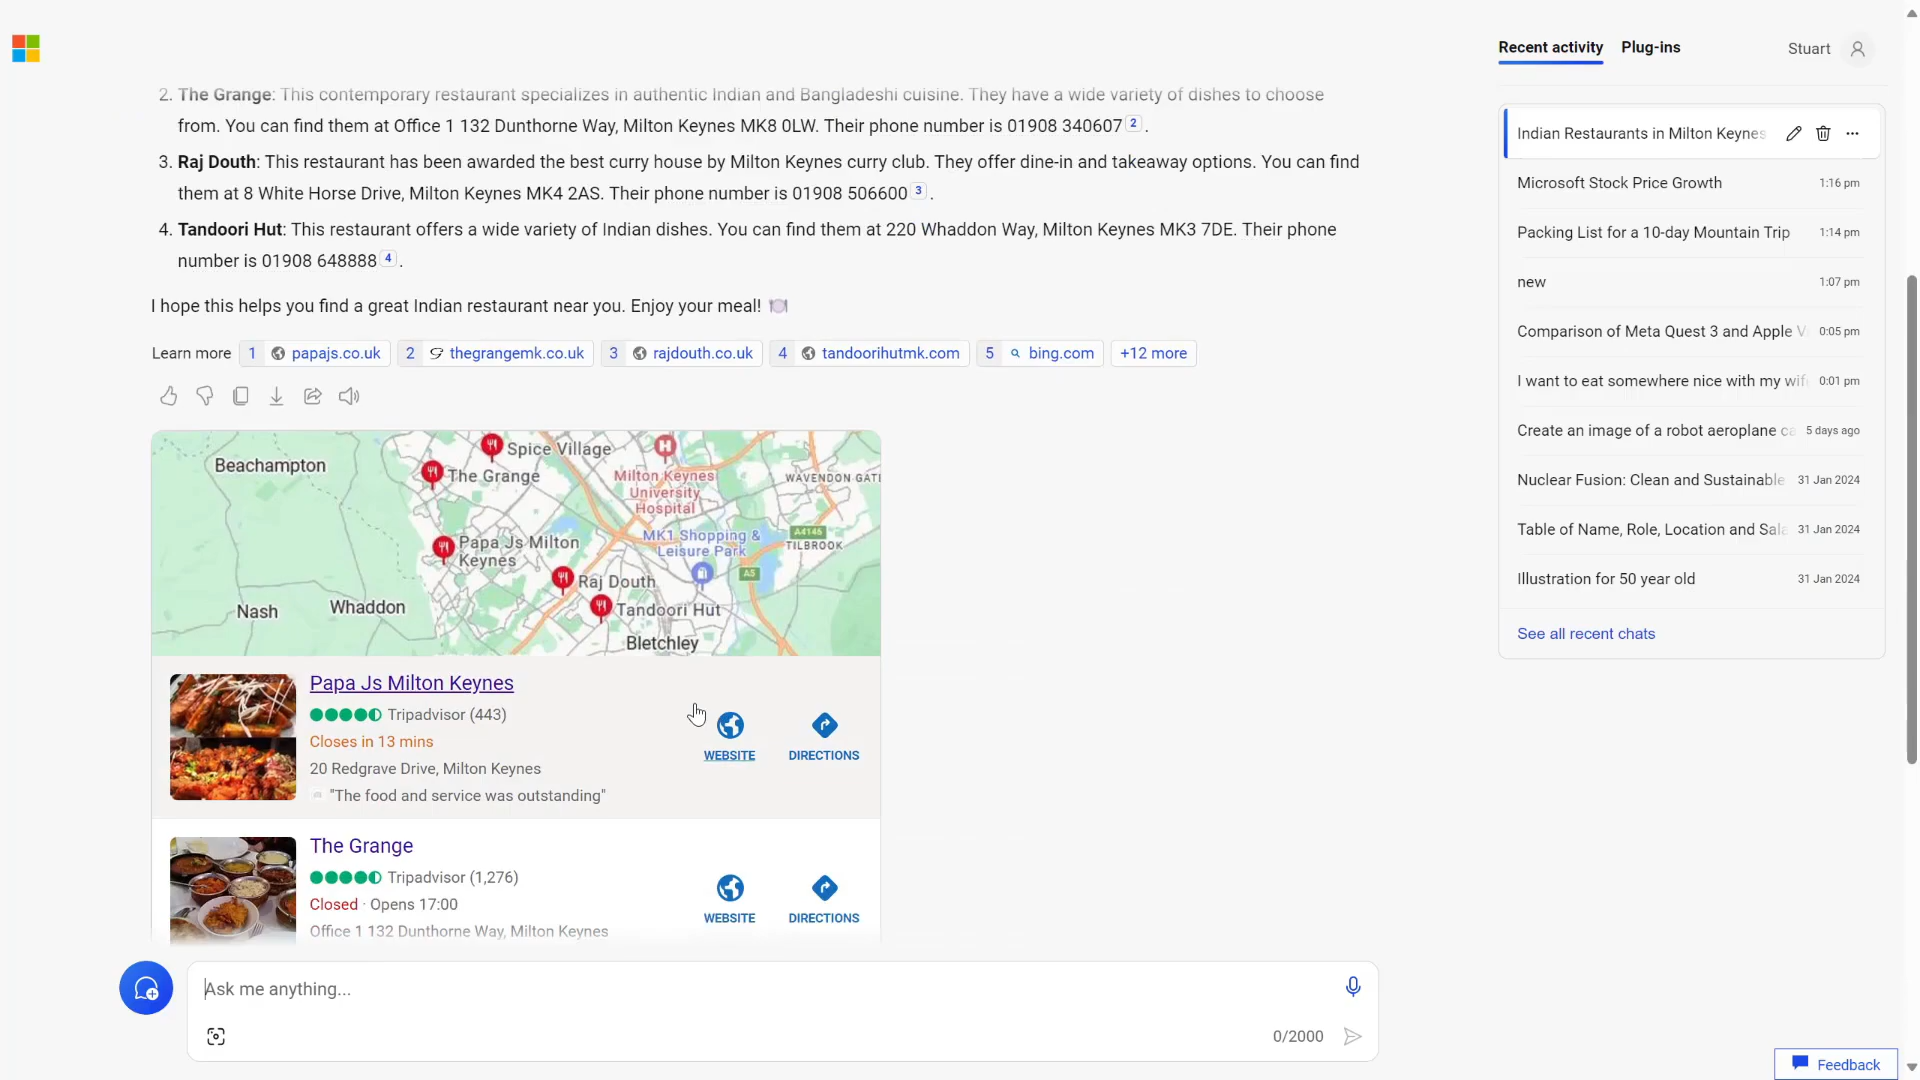 Recent activity Plug-ins Stuart
2. The Grange: This contemporary restaurant specializes in authentic Indian and Bangladeshi cuisine. They have a wide variety of dishes to choose
from. You can find them at Office 1 132 Dunthorne Way, Milton Keynes MK8 0LW. Their phone number is 01908 340607 2 .
3. Raj Douth: This restaurant has been awarded the best curry house by Milton Keynes curry club. They offer dine-in and takeaway options. You can find
them at 8 White Horse Drive, Milton Keynes MK4 2AS. Their phone number is 01908 506600 3 .
4. Tandoori Hut: This restaurant offers a wide variety of Indian dishes. You can find them at 220 Whaddon Way, Milton Keynes MK3 7DE. Their phone
number is 01908 648888 4 .
I hope this helps you find a great Indian restaurant near you. Enjoy your meal!
Learn more 1 papajs.co.uk 2 thegrangemk.co.uk 3 rajdouth.co.uk 4 tandoorihutmk.com 5 bing.com +12 more
Beachampton
Spice Village
The Grange
Milton Keynes
University
Hospital
WAVENDON GATE
Papa Js Milton
Keynes
MK1 Shopping &
Leisure Park
A4146
TILBROOK
A5
Raj Douth
Nash
Whaddon
Tandoori Hut
Bletchley
Papa Js Milton Keynes
Tripadvisor (443)
Closes in 13 mins
20 Redgrave Drive, Milton Keynes
"The food and service was outstanding"
WEBSITE DIRECTIONS
The Grange
Tripadvisor (1,276)
Closed · Opens 17:00
Office 1 132 Dunthorne Way, Milton Keynes
WEBSITE DIRECTIONS
Ask me anything...
0/2000
Indian Restaurants in Milton Keynes
Microsoft Stock Price Growth 1:16 pm
Packing List for a 10-day Mountain Trip 1:14 pm
new 1:07 pm
Comparison of Meta Quest 3 and Apple V 0:05 pm
I want to eat somewhere nice with my wif 0:01 pm
Create an image of a robot aeroplane ca 5 days ago
Nuclear Fusion: Clean and Sustainable 31 Jan 2024
Table of Name, Role, Location and Sala 31 Jan 2024
Illustration for 50 year old 31 Jan 2024
See all recent chats
Feedback